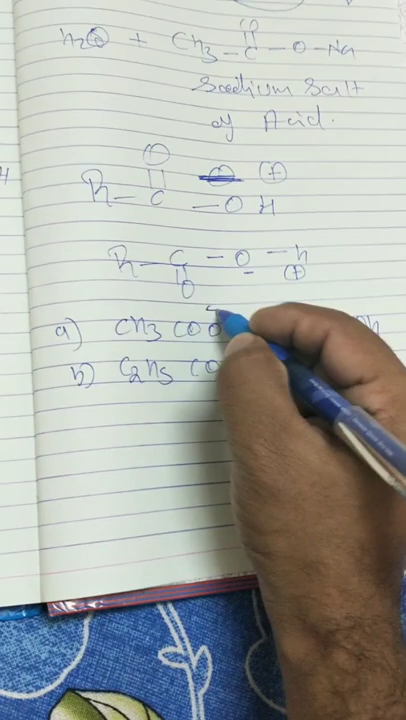 H2O + CH3 – C – O – Na
O
||
Sodium Salt
of Acid.
O
||
R – C – OH
(+)
R – C – O – h
||
O
–
(+)
a) CH3 COO
b) C2H5 CO